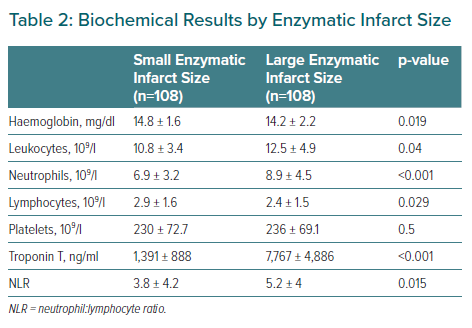 Table 2: Biochemical Results by Enzymatic Infarct Size
Small Enzymatic Infarct Size (n=108) Large Enzymatic Infarct Size (n=108) p-value
Haemoglobin, mg/dl 14.8 ± 1.6 14.2 ± 2.2 0.019
Leukocytes, 10⁹/l 10.8 ± 3.4 12.5 ± 4.9 0.04
Neutrophils, 10⁹/l 6.9 ± 3.2 8.9 ± 4.5 <0.001
Lymphocytes, 10⁹/l 2.9 ± 1.6 2.4 ± 1.5 0.029
Platelets, 10⁹/l 230 ± 72.7 236 ± 69.1 0.5
Troponin T, ng/ml 1,391 ± 888 7,767 ± 4,886 <0.001
NLR 3.8 ± 4.2 5.2 ± 4 0.015
NLR = neutrophil:lymphocyte ratio.